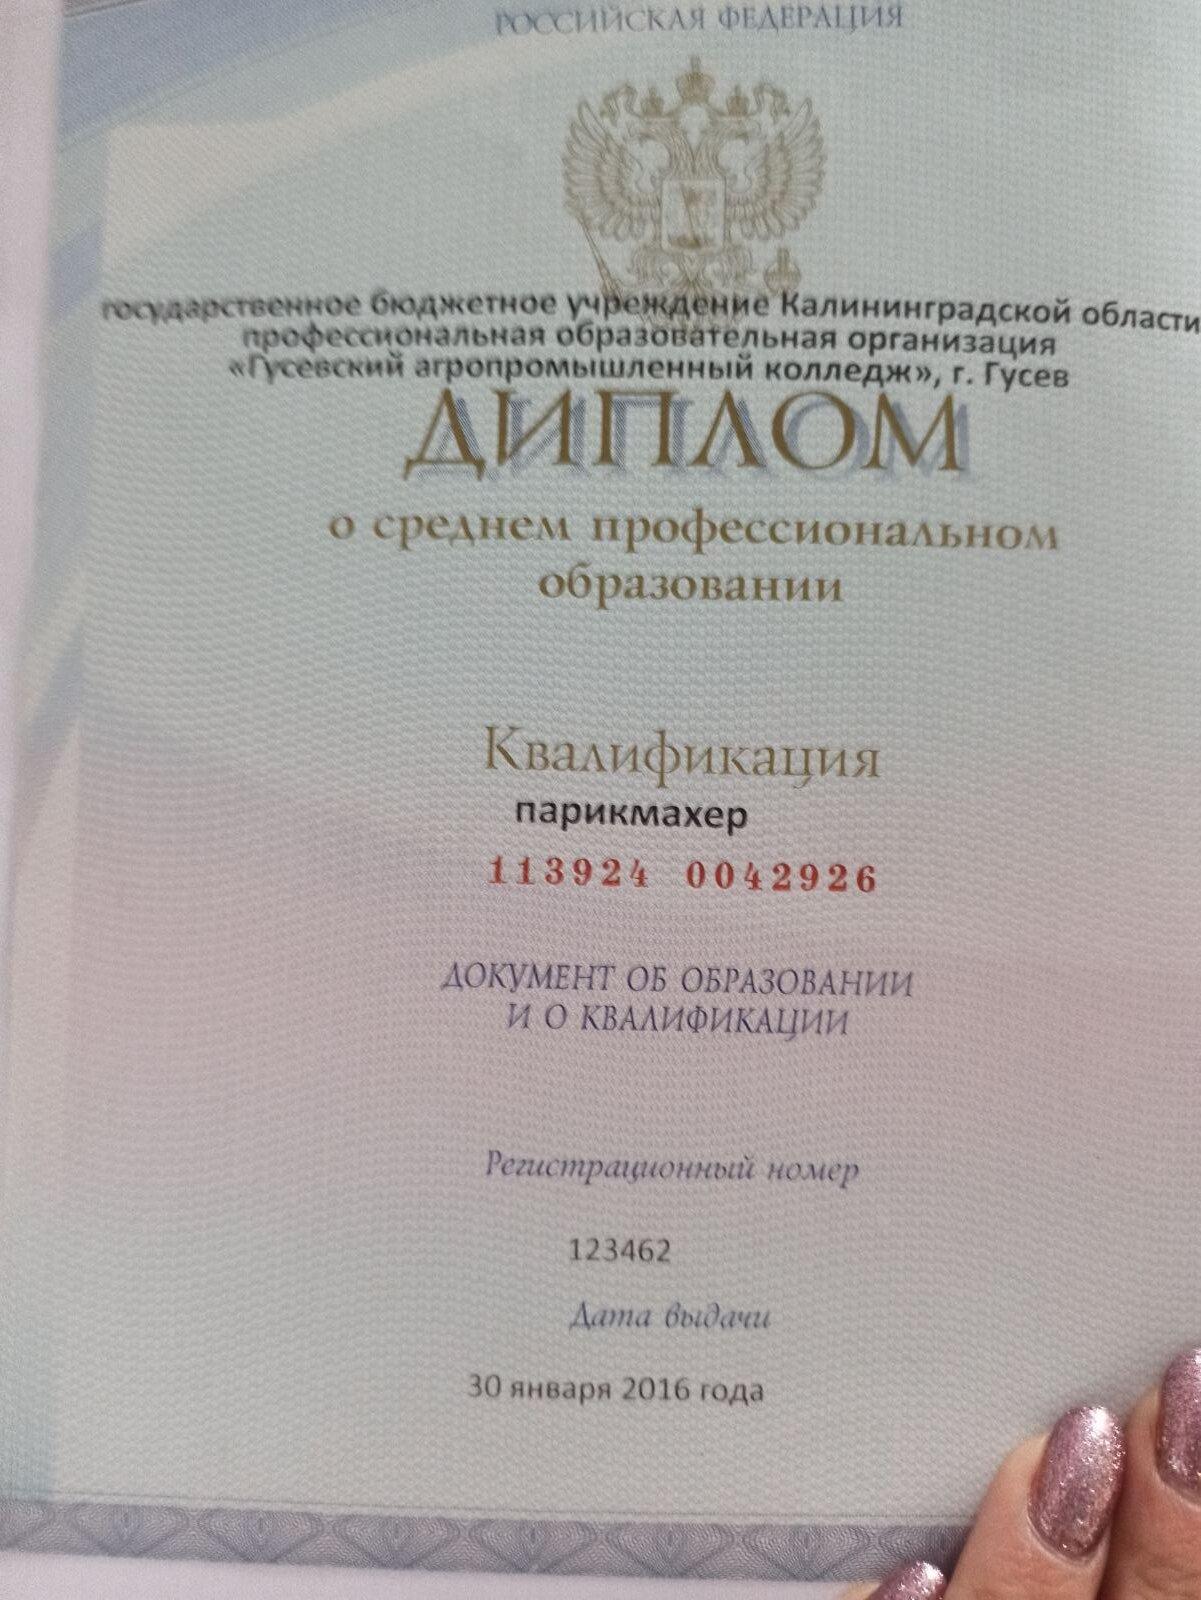 РОССИЙСКАЯ ФЕДЕРАЦИЯ
государственное бюджетное учреждение Калининградской области
профессиональная образовательная организация
«Гусевский агропромышленный колледж», г. Гусев
ДИПЛОМ
о среднем профессиональном
образовании
Квалификация
парикмахер
113924 0042926
ДОКУМЕНТ ОБ ОБРАЗОВАНИИ
И О КВАЛИФИКАЦИИ
Регистрационный номер
123462
Дата выдачи
30 января 2016 года